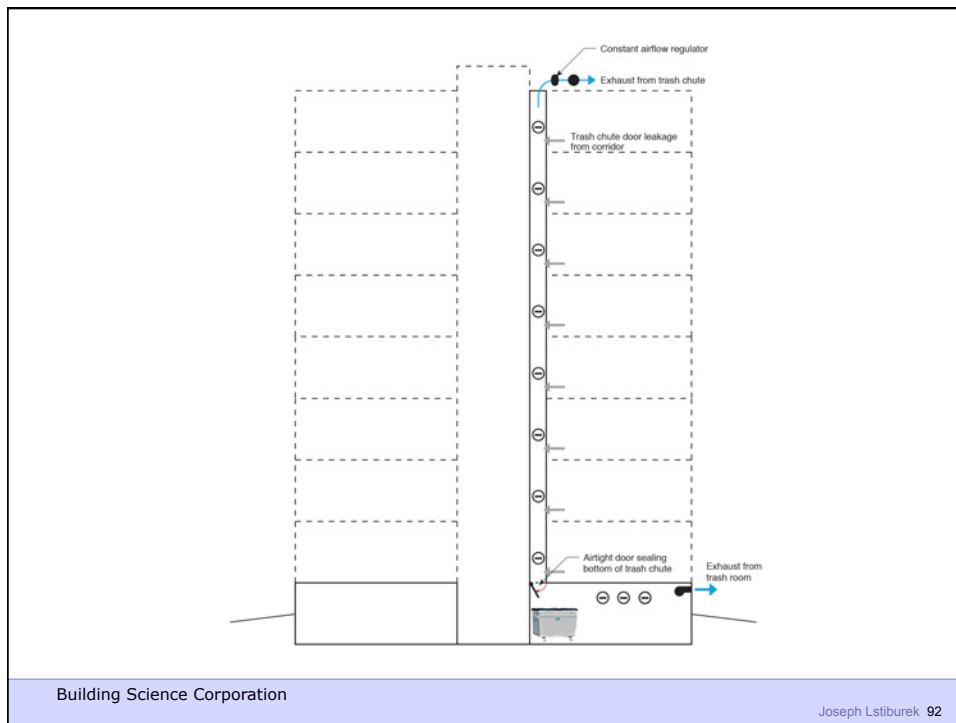 Constant airflow regulator
Exhaust from trash chute
Trash chute door leakage
from corridor
Airtight door sealing
bottom of trash chute
Exhaust from
trash room
Building Science Corporation
Joseph Lstiburek 92